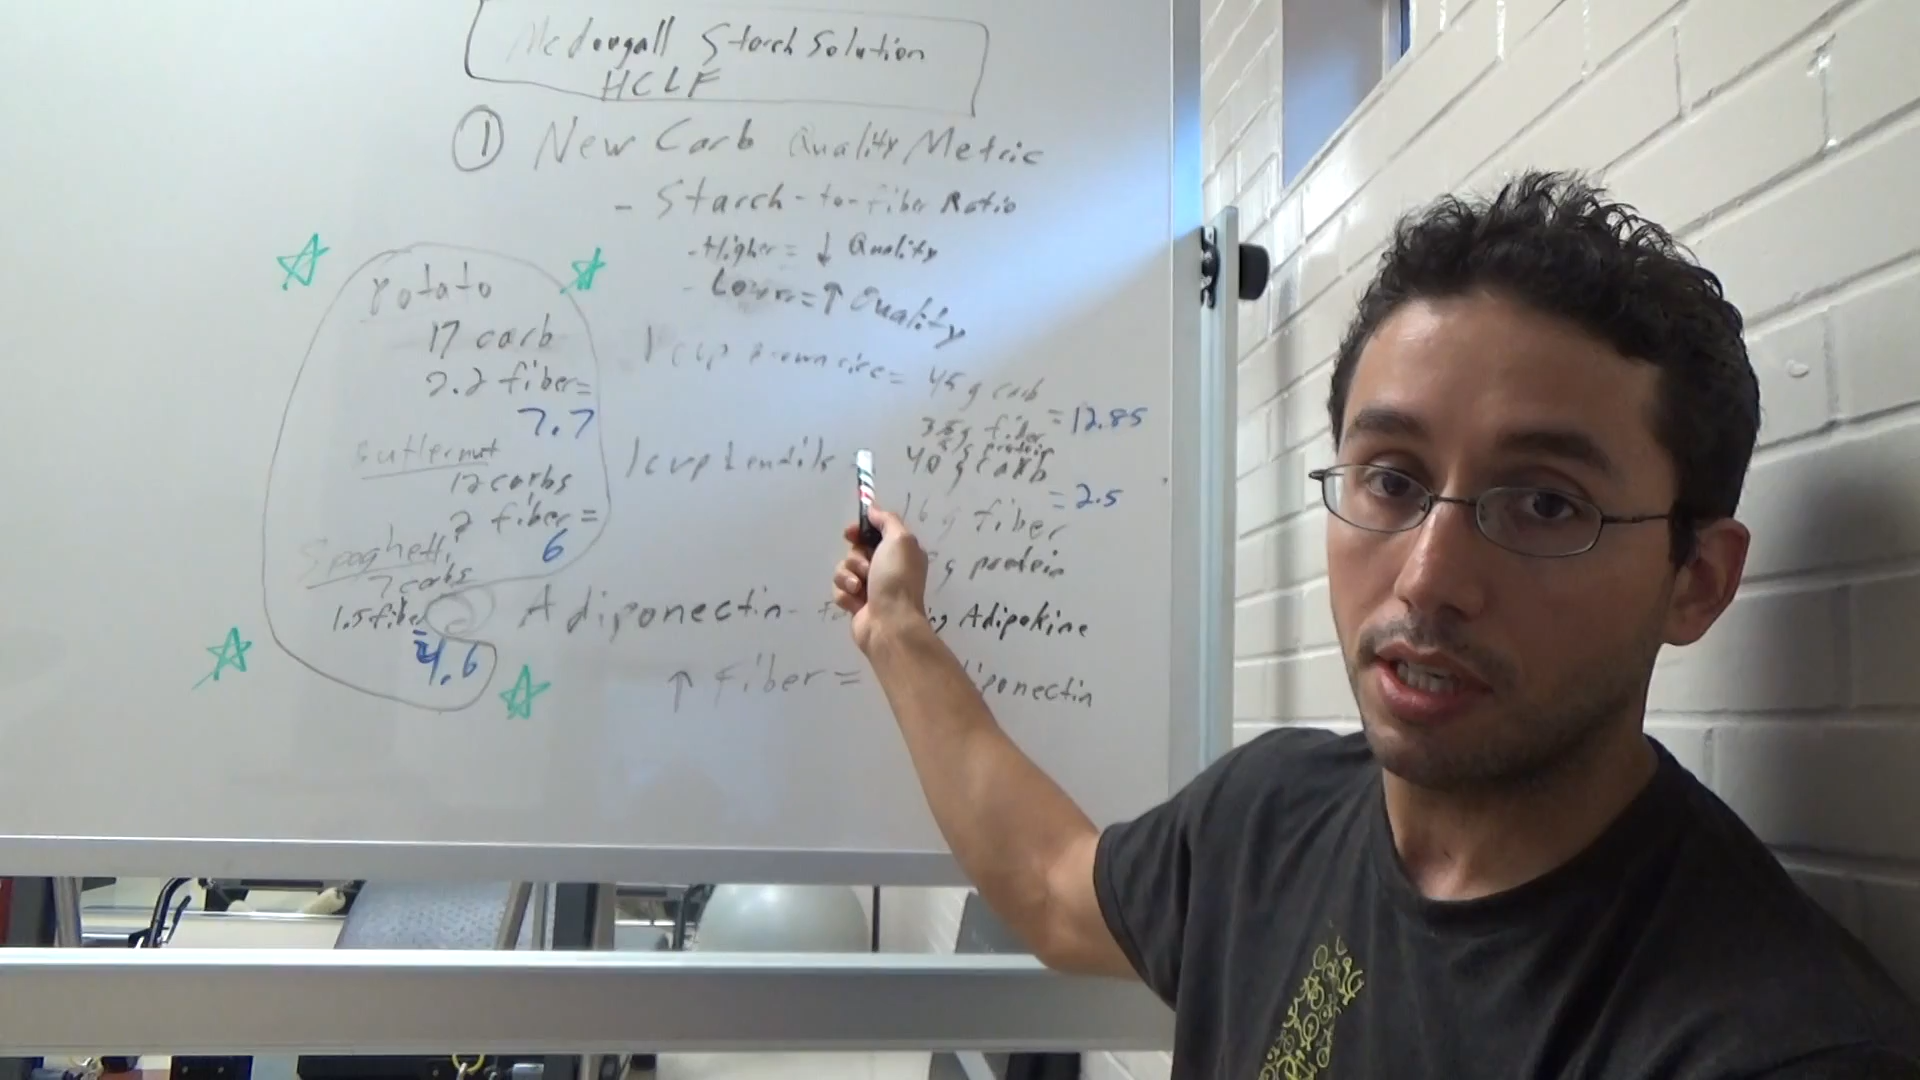 Mcdougall Starch Solution
HCLF
① New Carb Quality Metric
- Starch-to-fiber Ratio
- Higher = ↓ Quality
- Lower = ↑ Quality
Potato
17 carb
2.2 fiber =
7.7
Butternut
12 carbs
2 fiber =
6
Spaghetti
7 carbs
1.5 fiber
= 4.6
1 cup Brown rice = 45 g carb
3.5 g fiber = 12.85
5 g protein
1 cup Lentils = 40 g carb
16 g fiber = 2.5
g protein
Adiponectin - Adipokine
↑ Fiber =